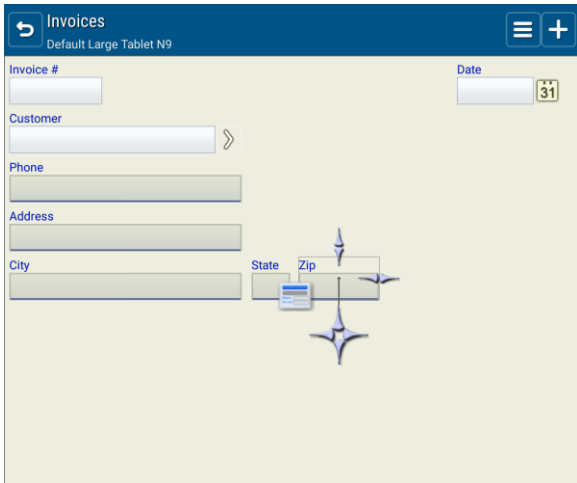 Invoices
Default Large Tablet N9
Invoice #
Date
31
Customer
Phone
Address
City
State
Zip